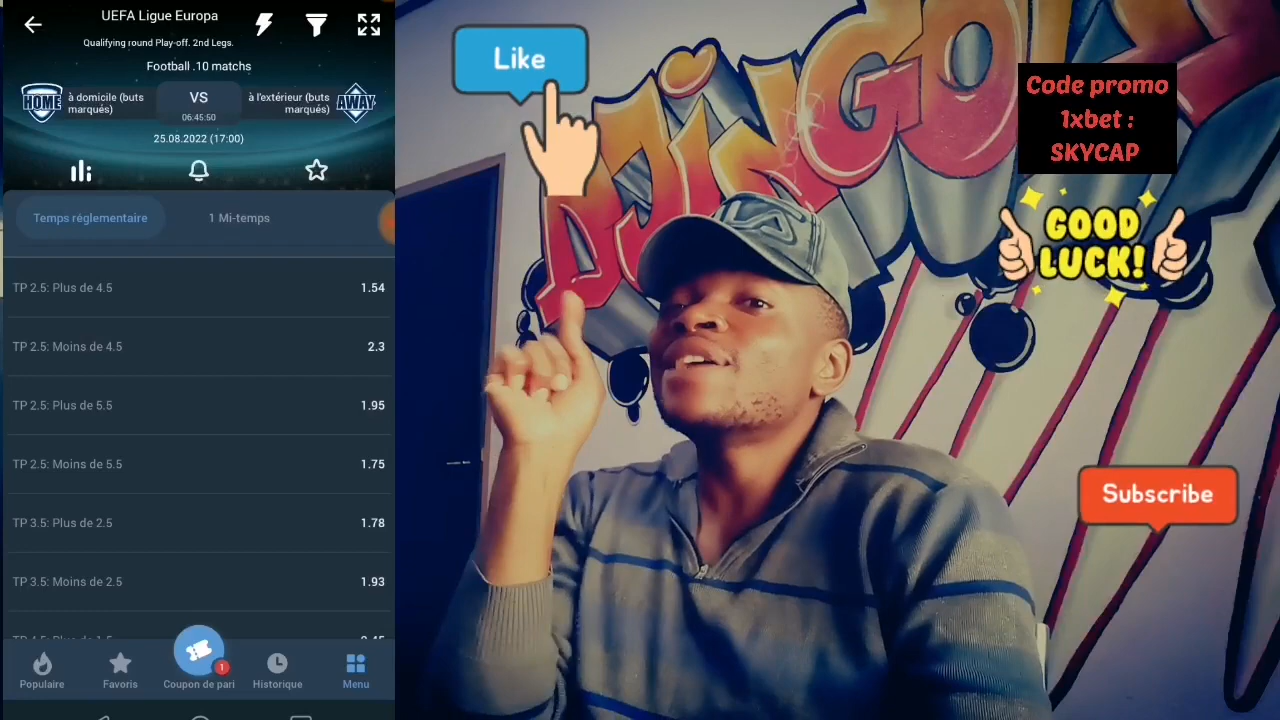 UEFA Ligue Europa
Qualifying round Play-off. 2nd Legs.
Football .10 matchs
HOME
à domicile (buts
marqués)
VS
06:45:50
à l'extérieur (buts
marqués)
AWAY
25.08.2022 (17:00)
Temps réglementaire
1 Mi-temps
TP 2.5: Plus de 4.5 1.54
TP 2.5: Moins de 4.5 2.3
TP 2.5: Plus de 5.5 1.95
TP 2.5: Moins de 5.5 1.75
TP 3.5: Plus de 2.5 1.78
TP 3.5: Moins de 2.5 1.93
Populaire
Favoris
1
Coupon de pari
Historique
Menu
Like
DJiNGO
Code promo
1xbet :
SKYCAP
GOOD
LUCK!
Subscribe